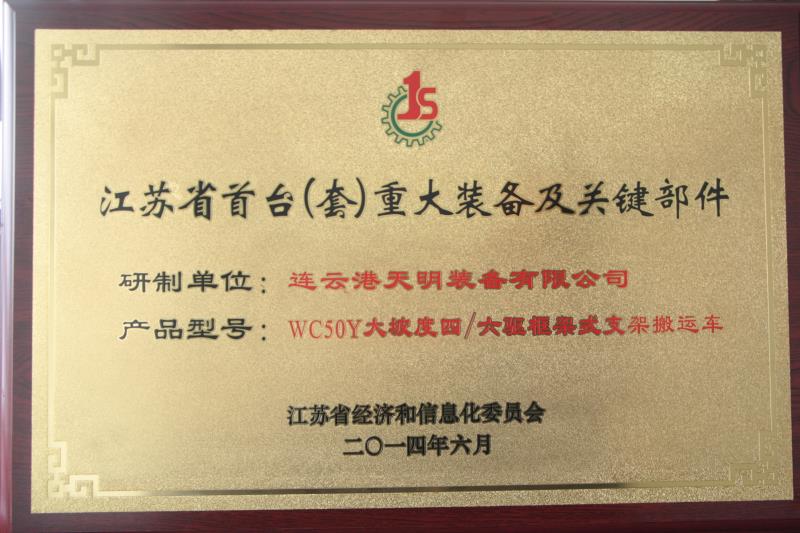 1S
江苏省首台(套)重大装备及关键部件
研制单位：连云港天明装备有限公司
产品型号：WC50Y大坡度四/六驱框架式支架搬运车
江苏省经济和信息化委员会
二〇一四年六月